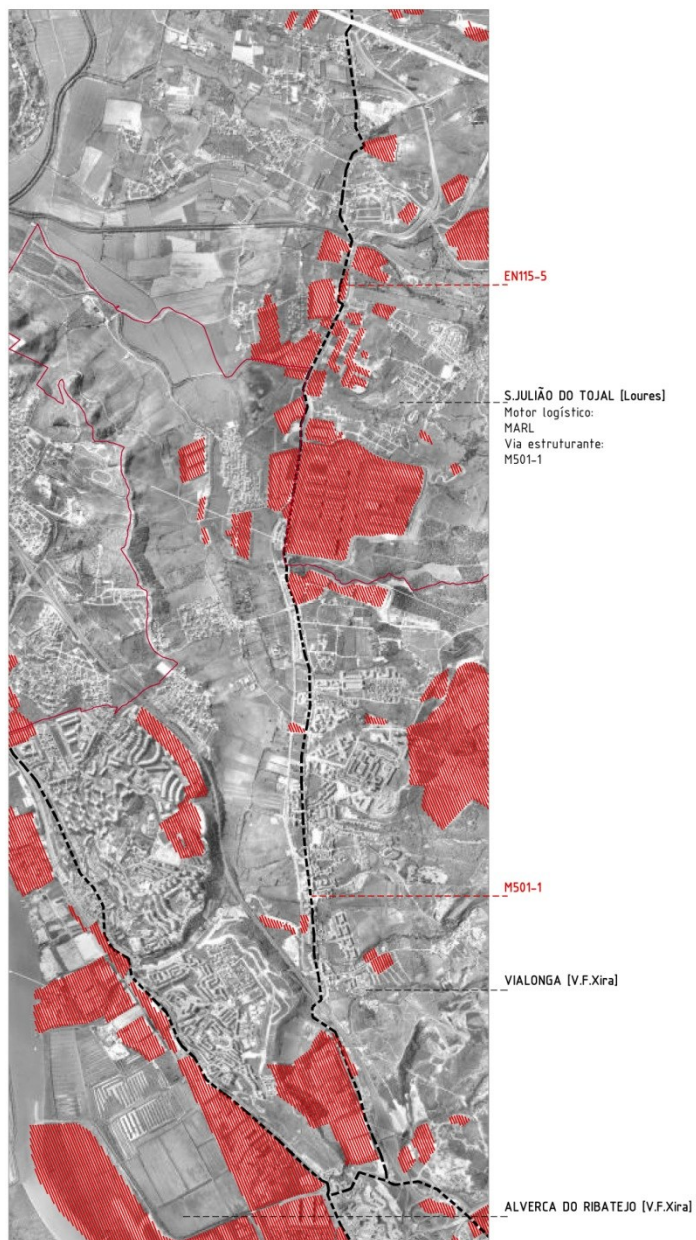 EN115-5
S.JULIÃO DO TOJAL [Loures]
Motor logístico:
MARL
Via estruturante:
M501-1
M501-1
VIALONGA [V.F.Xira]
ALVERCA DO RIBATEJO [V.F.Xira]